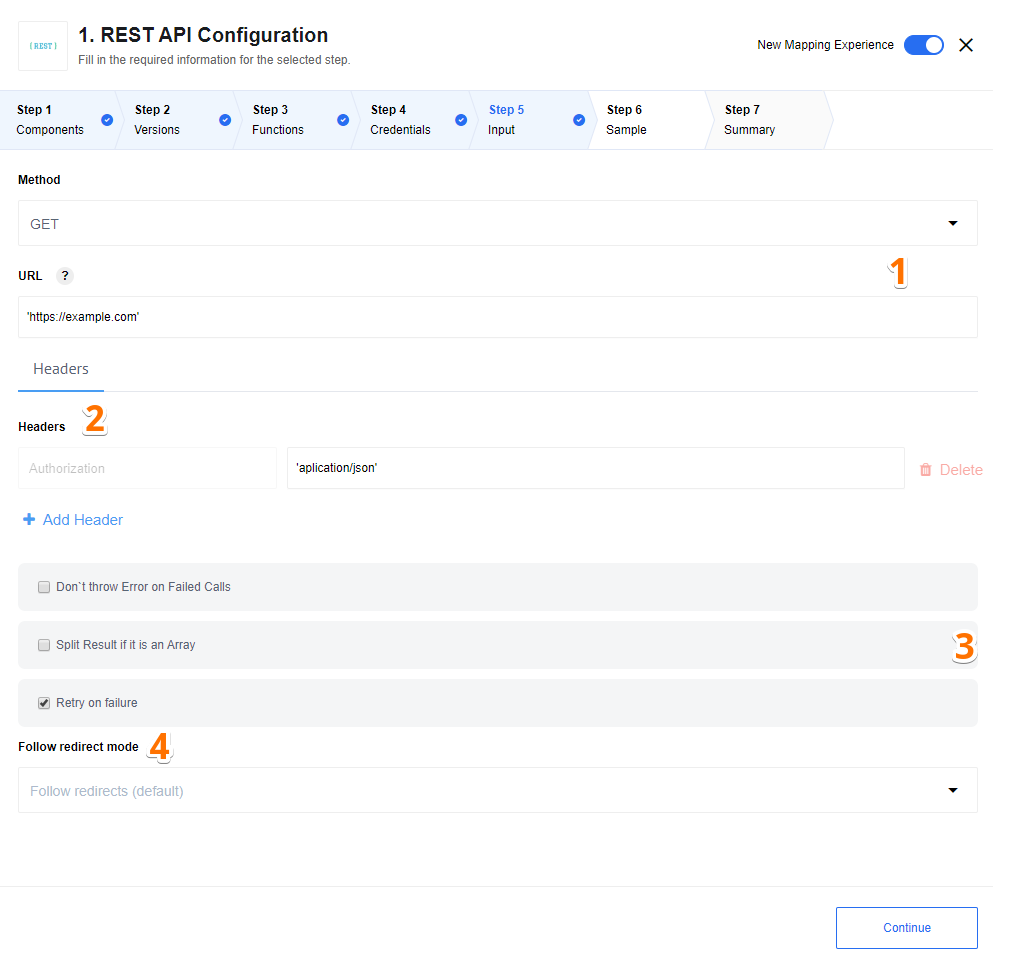 {REST}
1. REST API Configuration
Fill in the required information for the selected step.
New Mapping Experience
Step 1
Components
Step 2
Versions
Step 3
Functions
Step 4
Credentials
Step 5
Input
Step 6
Sample
Step 7
Summary
Method
GET
1
URL ?
'https://example.com'
Headers
Headers 2
Authorization 'aplication/json' Delete
+ Add Header
Don`t throw Error on Failed Calls
Split Result if it is an Array
3
Retry on failure
Follow redirect mode 4
Follow redirects (default)
Continue